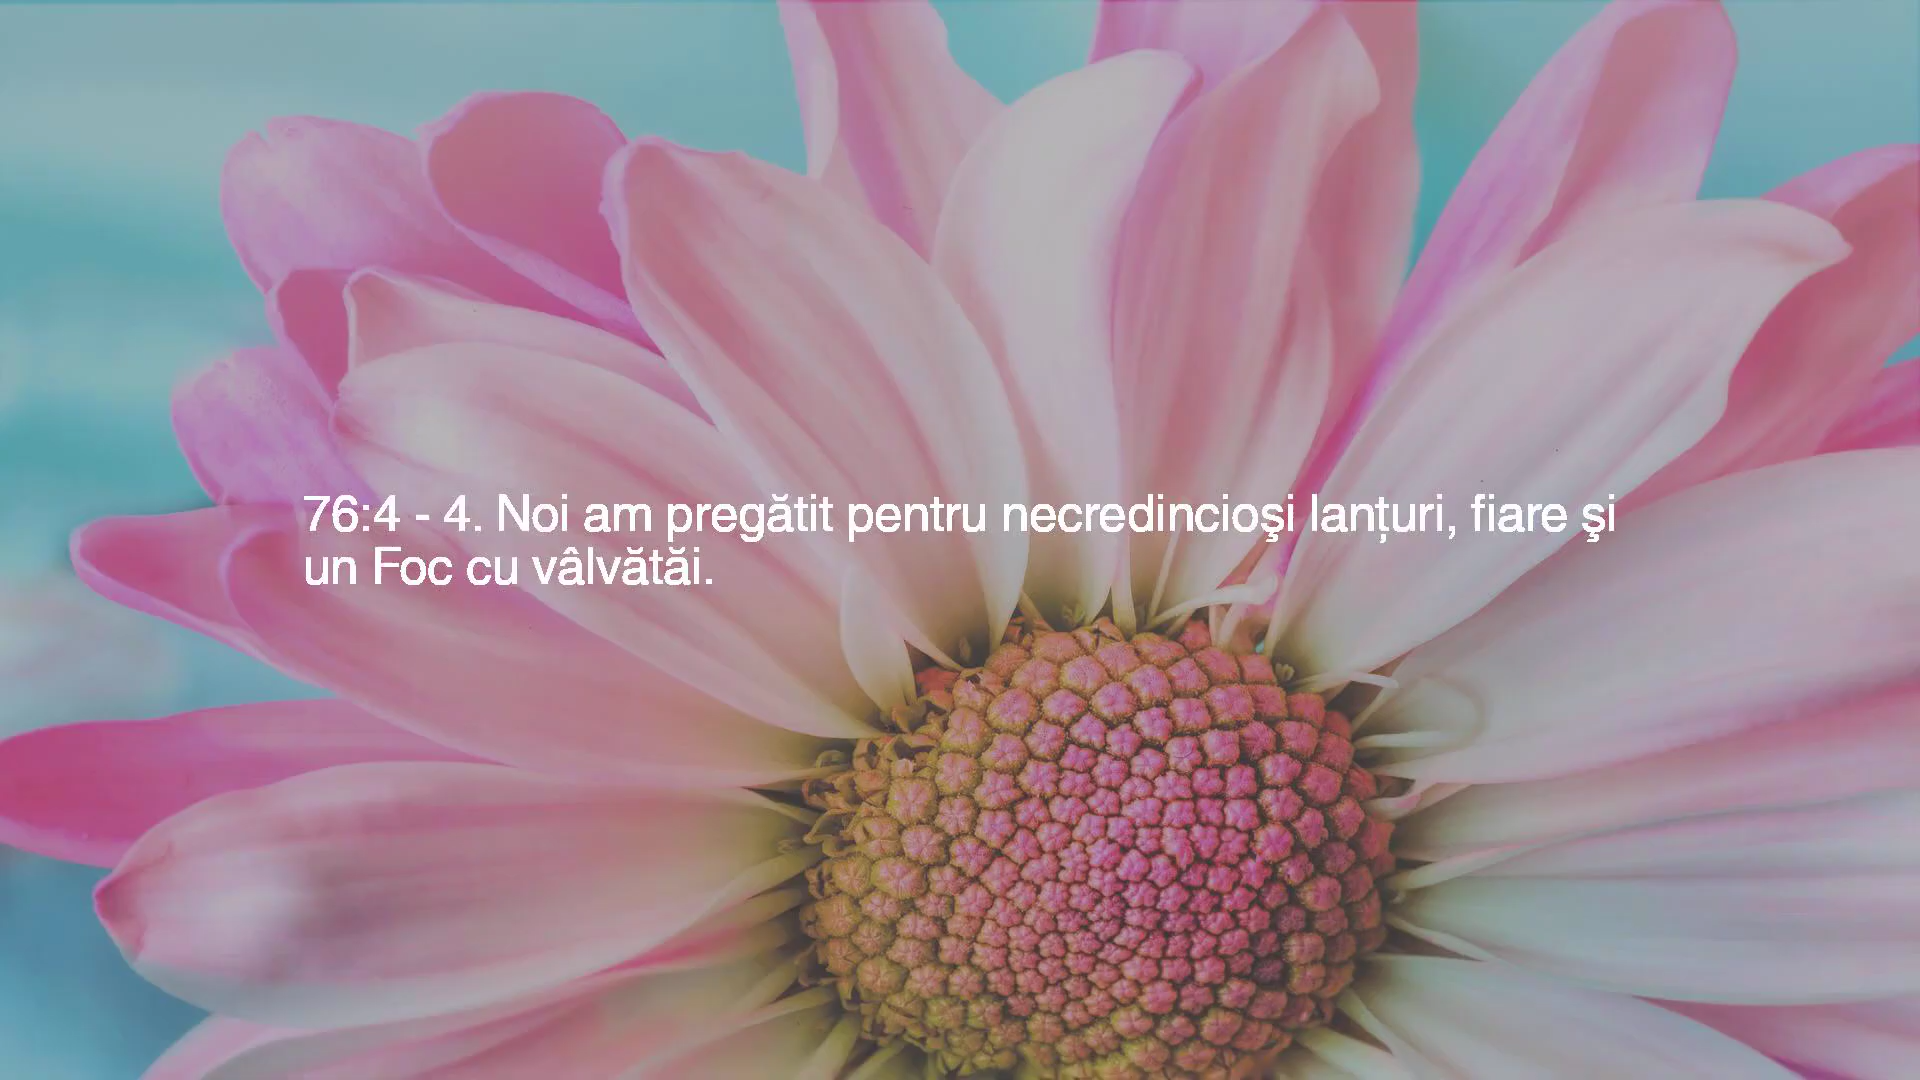 76:4 - 4. Noi am pregătit pentru necredincioşi lanțuri, fiare şi
un Foc cu vâlvătăi.